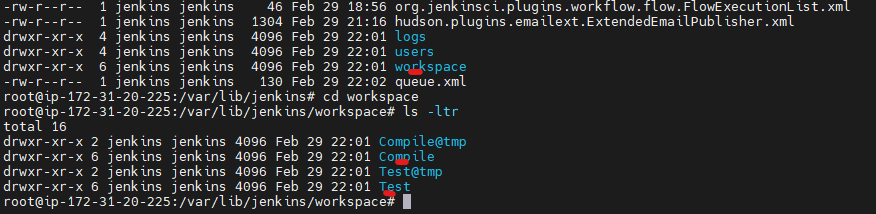 -rw-r--r-- 1 jenkins jenkins 46 Feb 29 18:56 org.jenkinsci.plugins.workflow.flow.FlowExecutionList.xml
-rw-r--r-- 1 jenkins jenkins 1304 Feb 29 21:16 hudson.plugins.emailext.ExtendedEmailPublisher.xml
drwxr-xr-x 4 jenkins jenkins 4096 Feb 29 22:01 logs
drwxr-xr-x 4 jenkins jenkins 4096 Feb 29 22:01 users
drwxr-xr-x 6 jenkins jenkins 4096 Feb 29 22:01 workspace
-rw-r--r-- 1 jenkins jenkins 130 Feb 29 22:02 queue.xml
root@ip-172-31-20-225:/var/lib/jenkins# cd workspace
root@ip-172-31-20-225:/var/lib/jenkins/workspace# ls -ltr
total 16
drwxr-xr-x 2 jenkins jenkins 4096 Feb 29 22:01 Compile@tmp
drwxr-xr-x 6 jenkins jenkins 4096 Feb 29 22:01 Compile
drwxr-xr-x 2 jenkins jenkins 4096 Feb 29 22:01 Test@tmp
drwxr-xr-x 6 jenkins jenkins 4096 Feb 29 22:01 Test
root@ip-172-31-20-225:/var/lib/jenkins/workspace#